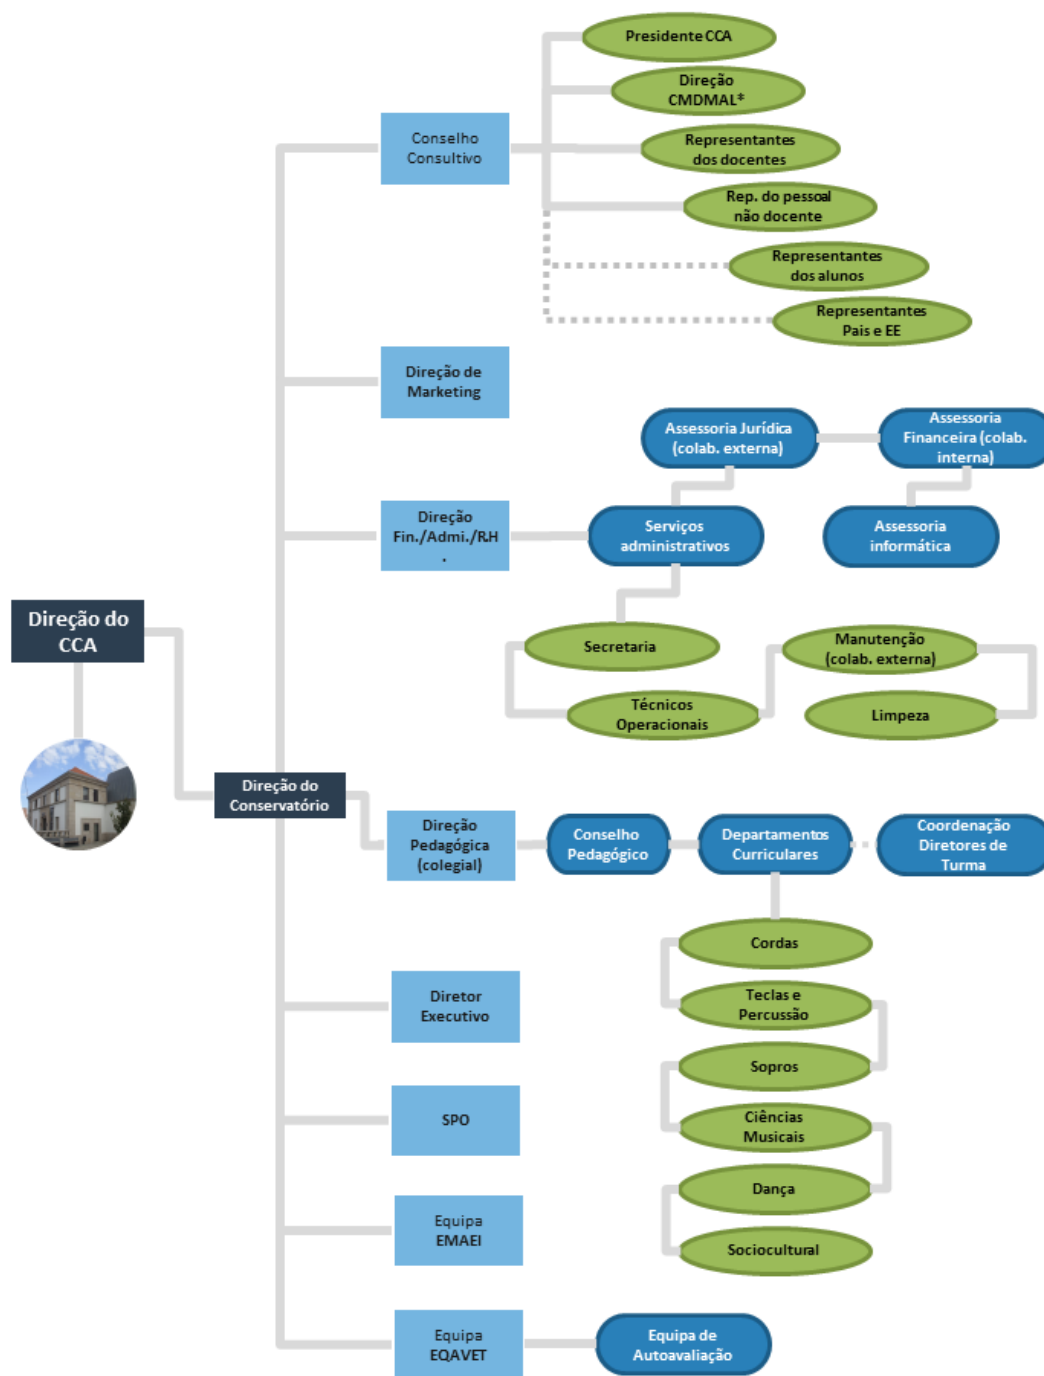 Presidente CCA
Direção
CMDMAL*
Conselho
Consultivo
Representantes
dos docentes
Rep. do pessoal
não docente
Representantes
dos alunos
Representantes
Pais e EE
Direção de
Marketing
Assessoria Jurídica
(colab. externa)
Assessoria
Financeira (colab.
interna)
Direção
Fin./Admi./R.H
.
Serviços
administrativos
Assessoria
informática
Direção do
CCA
Secretaria
Manutenção
(colab. externa)
Técnicos
Operacionais
Limpeza
Direção do
Conservatório
Direção
Pedagógica
(colegial)
Conselho
Pedagógico
Departamentos
Curriculares
Coordenação
Diretores de
Turma
Cordas
Teclas e
Percussão
Diretor
Executivo
Sopros
SPO
Ciências
Musicais
Dança
Equipa
EMAEI
Sociocultural
Equipa
EQAVET
Equipa de
Autoavaliação